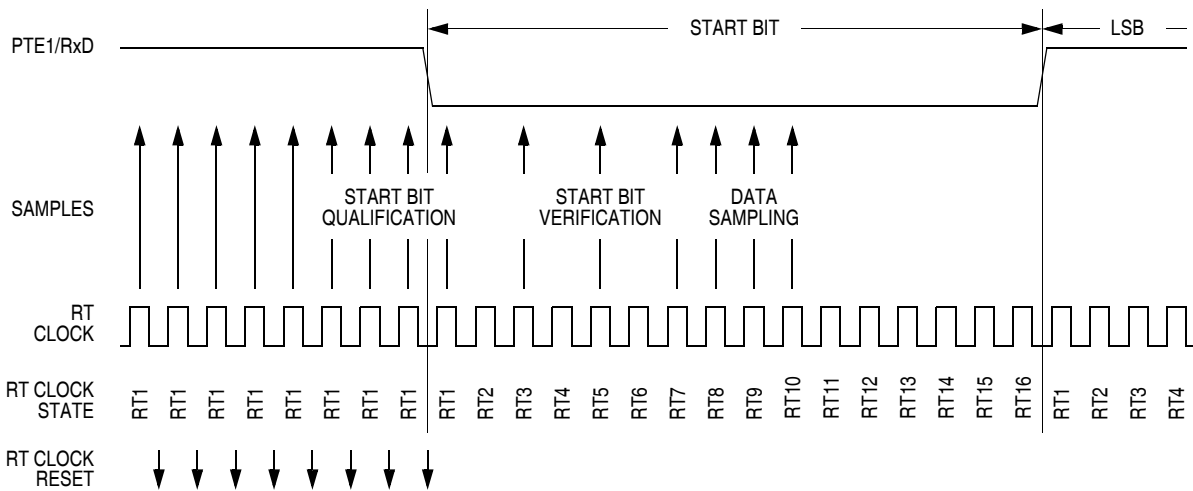 START BIT
LSB
PTE1/RxD
SAMPLES
START BIT
QUALIFICATION
START BIT
VERIFICATION
DATA
SAMPLING
RT
CLOCK
RT CLOCK
STATE
RT1 RT1 RT1 RT1 RT1 RT1 RT1 RT1 RT1 RT2 RT3 RT4 RT5 RT6 RT7 RT8 RT9 RT10 RT11 RT12 RT13 RT14 RT15 RT16 RT1 RT2 RT3 RT4
RT CLOCK
RESET